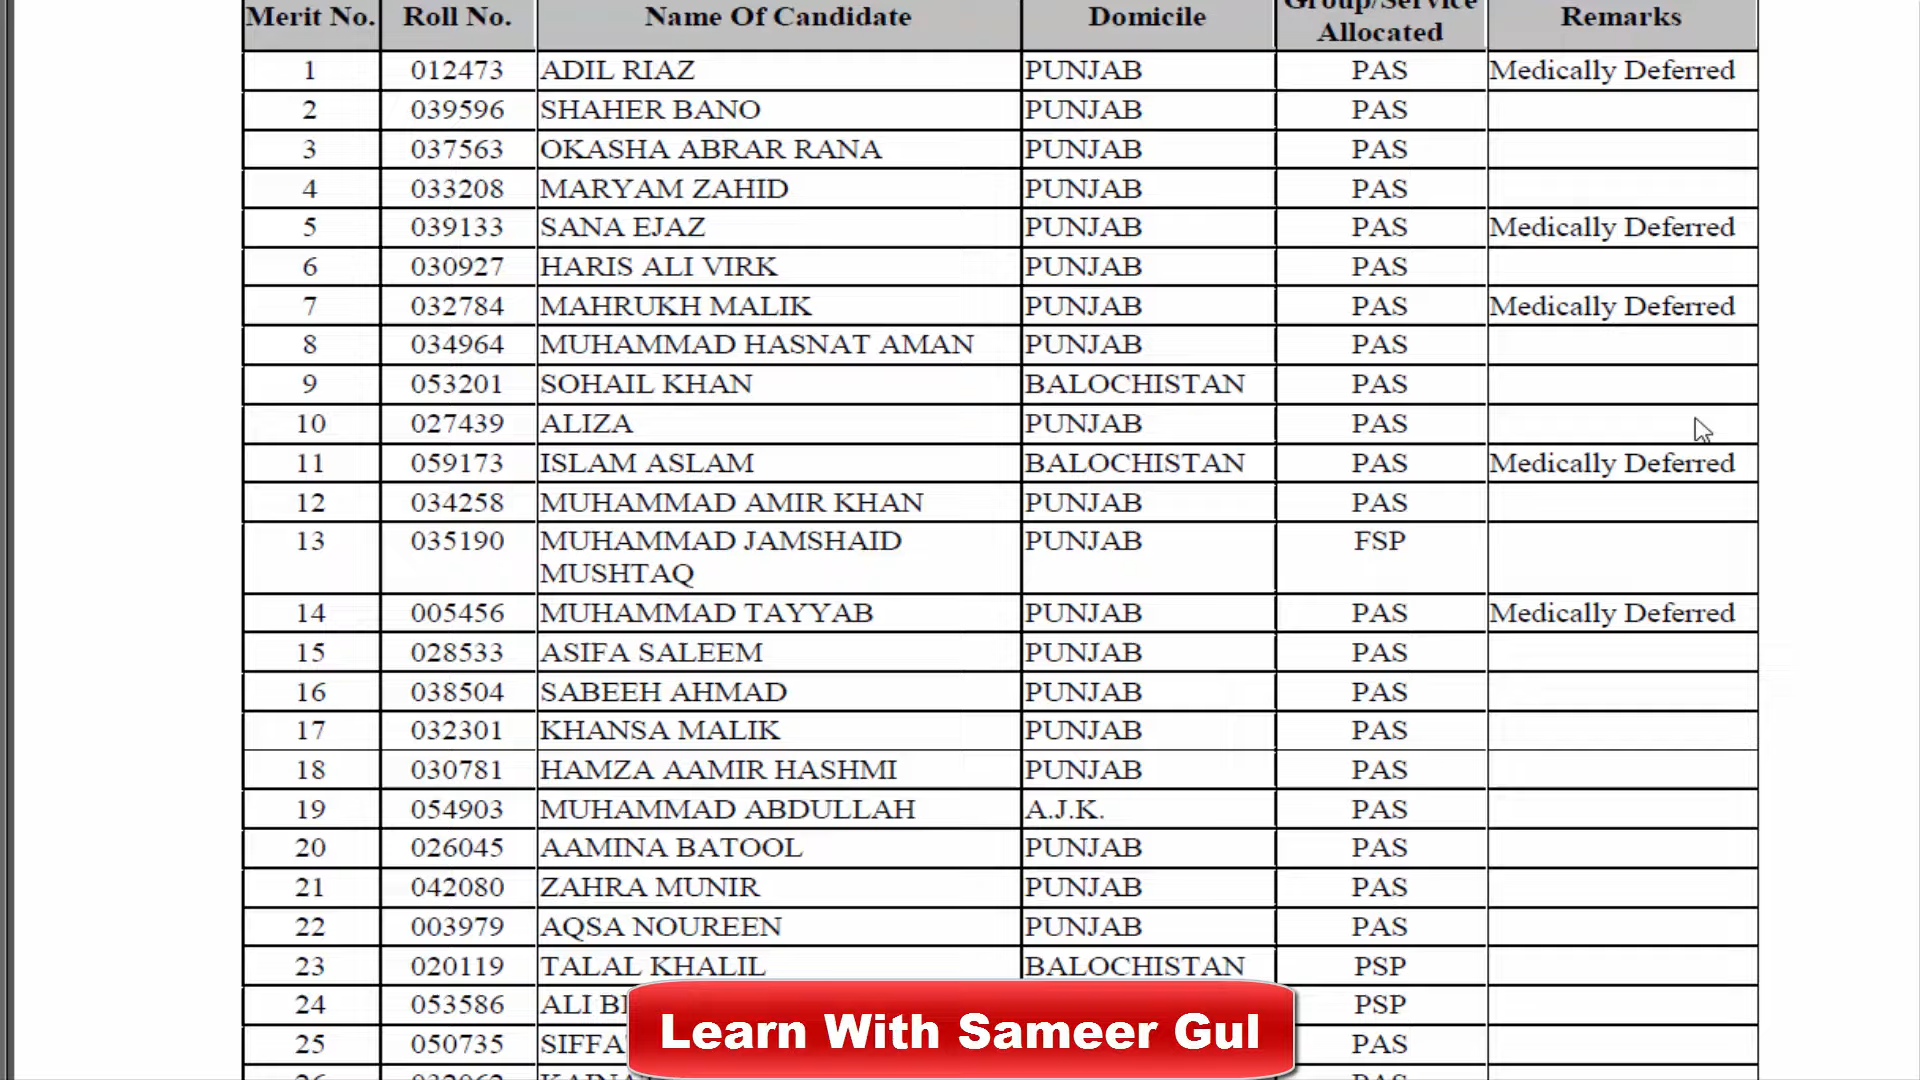 Merit No. Roll No. Name Of Candidate Domicile Group/Service Allocated Remarks
1 012473 ADIL RIAZ PUNJAB PAS Medically Deferred
2 039596 SHAHER BANO PUNJAB PAS
3 037563 OKASHA ABRAR RANA PUNJAB PAS
4 033208 MARYAM ZAHID PUNJAB PAS
5 039133 SANA EJAZ PUNJAB PAS Medically Deferred
6 030927 HARIS ALI VIRK PUNJAB PAS
7 032784 MAHRUKH MALIK PUNJAB PAS Medically Deferred
8 034964 MUHAMMAD HASNAT AMAN PUNJAB PAS
9 053201 SOHAIL KHAN BALOCHISTAN PAS
10 027439 ALIZA PUNJAB PAS
11 059173 ISLAM ASLAM BALOCHISTAN PAS Medically Deferred
12 034258 MUHAMMAD AMIR KHAN PUNJAB PAS
13 035190 MUHAMMAD JAMSHAID PUNJAB FSP
MUSHTAQ
14 005456 MUHAMMAD TAYYAB PUNJAB PAS Medically Deferred
15 028533 ASIFA SALEEM PUNJAB PAS
16 038504 SABEEH AHMAD PUNJAB PAS
17 032301 KHANSA MALIK PUNJAB PAS
18 030781 HAMZA AAMIR HASHMI PUNJAB PAS
19 054903 MUHAMMAD ABDULLAH A.J.K. PAS
20 026045 AAMINA BATOOL PUNJAB PAS
21 042080 ZAHRA MUNIR PUNJAB PAS
22 003979 AQSA NOUREEN PUNJAB PAS
23 020119 TALAL KHALIL BALOCHISTAN PSP
24 053586 ALI PSP
25 050735 PAS
Learn With Sameer Gul